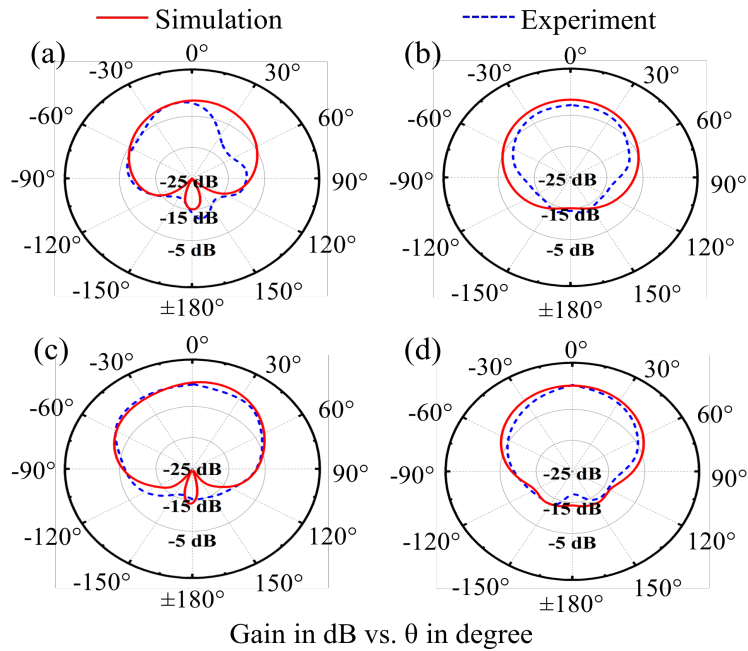 Simulation Experiment
(a) 0° (b) 0°
-30° 30° -30° 30°
-60° 60° -60° 60°
-90° -25 dB 90° -90° -25 dB 90°
-15 dB -15 dB
-120° -5 dB 120° -120° -5 dB 120°
-150° 150° -150° 150°
±180° ±180°
(c) 0° (d) 0°
-30° 30° -30° 30°
-60° 60° -60° 60°
-90° -25 dB 90° -90° -25 dB 90°
-15 dB -15 dB
-120° -5 dB 120° -120° -5 dB 120°
-150° 150° -150° 150°
±180° ±180°
Gain in dB vs. θ in degree